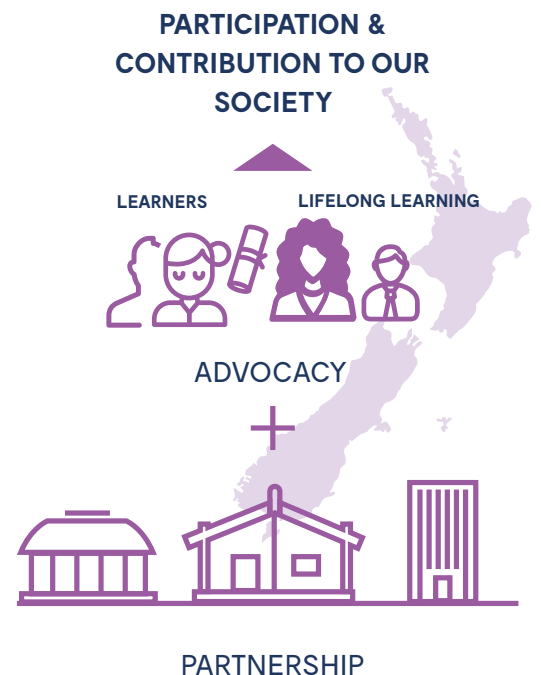 PARTICIPATION &
CONTRIBUTION TO OUR
SOCIETY
LEARNERS
LIFELONG LEARNING
ADVOCACY
PARTNERSHIP